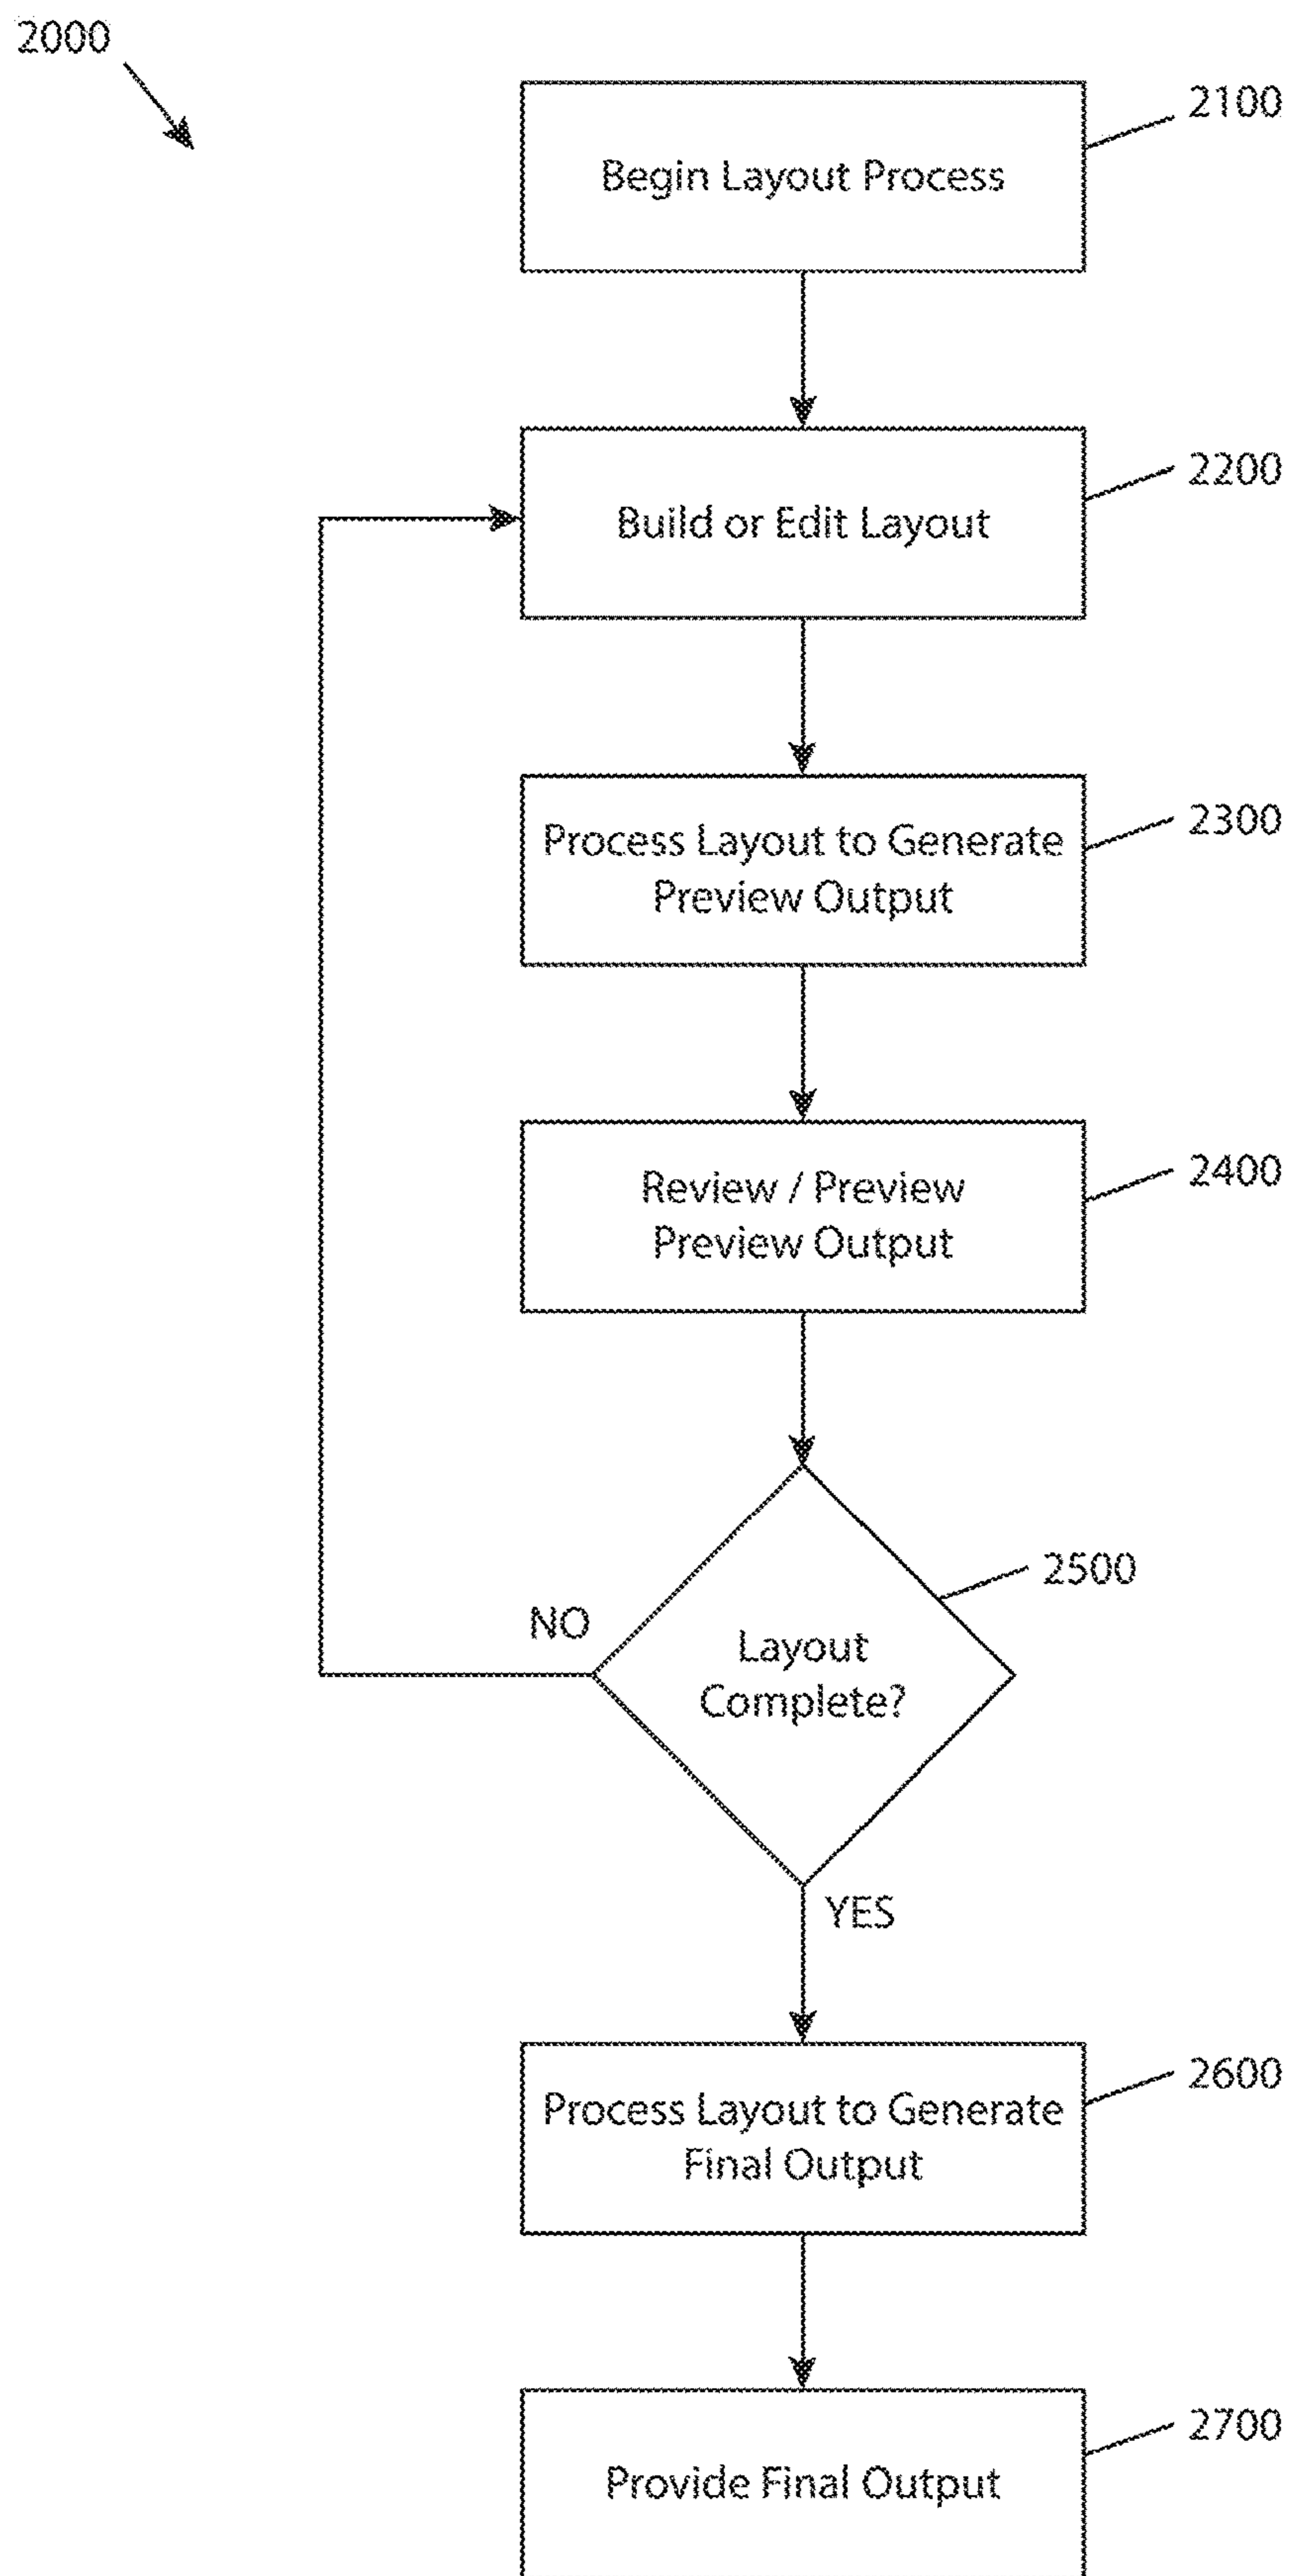 2000
2100
Begin Layout Process
2200
Build or Edit Layout
2300
Process Layout to Generate
Preview Output
2400
Review / Preview
Preview Output
2500
NO
Layout
Complete?
YES
2600
Process Layout to Generate
Final Output
2700
Provide Final Output